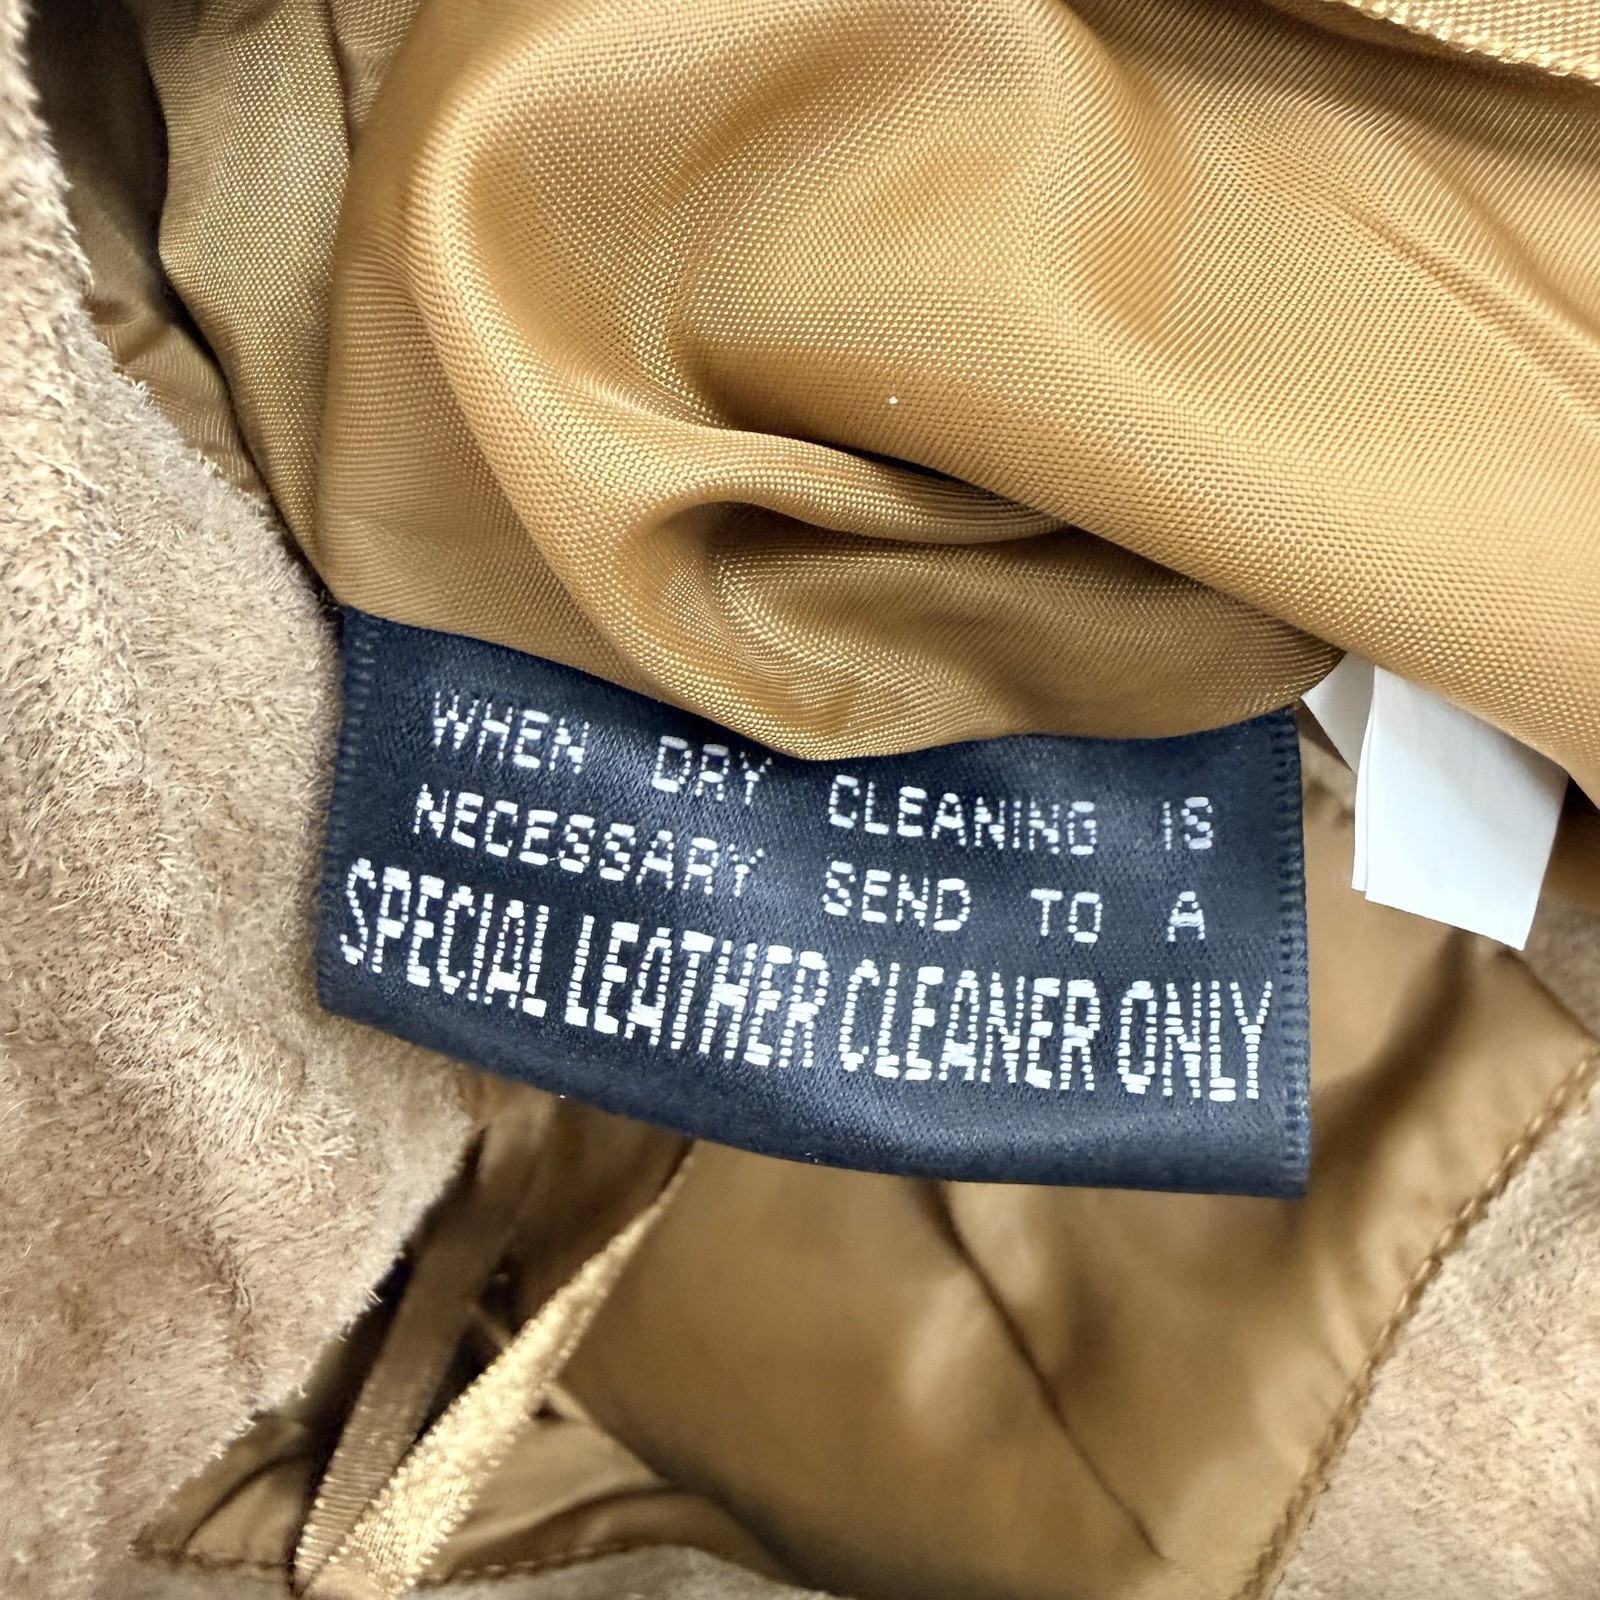 WHEN DRY CLEANING IS
NECESSARY SEND TO A
SPECIAL LEATHER CLEANER ONLY